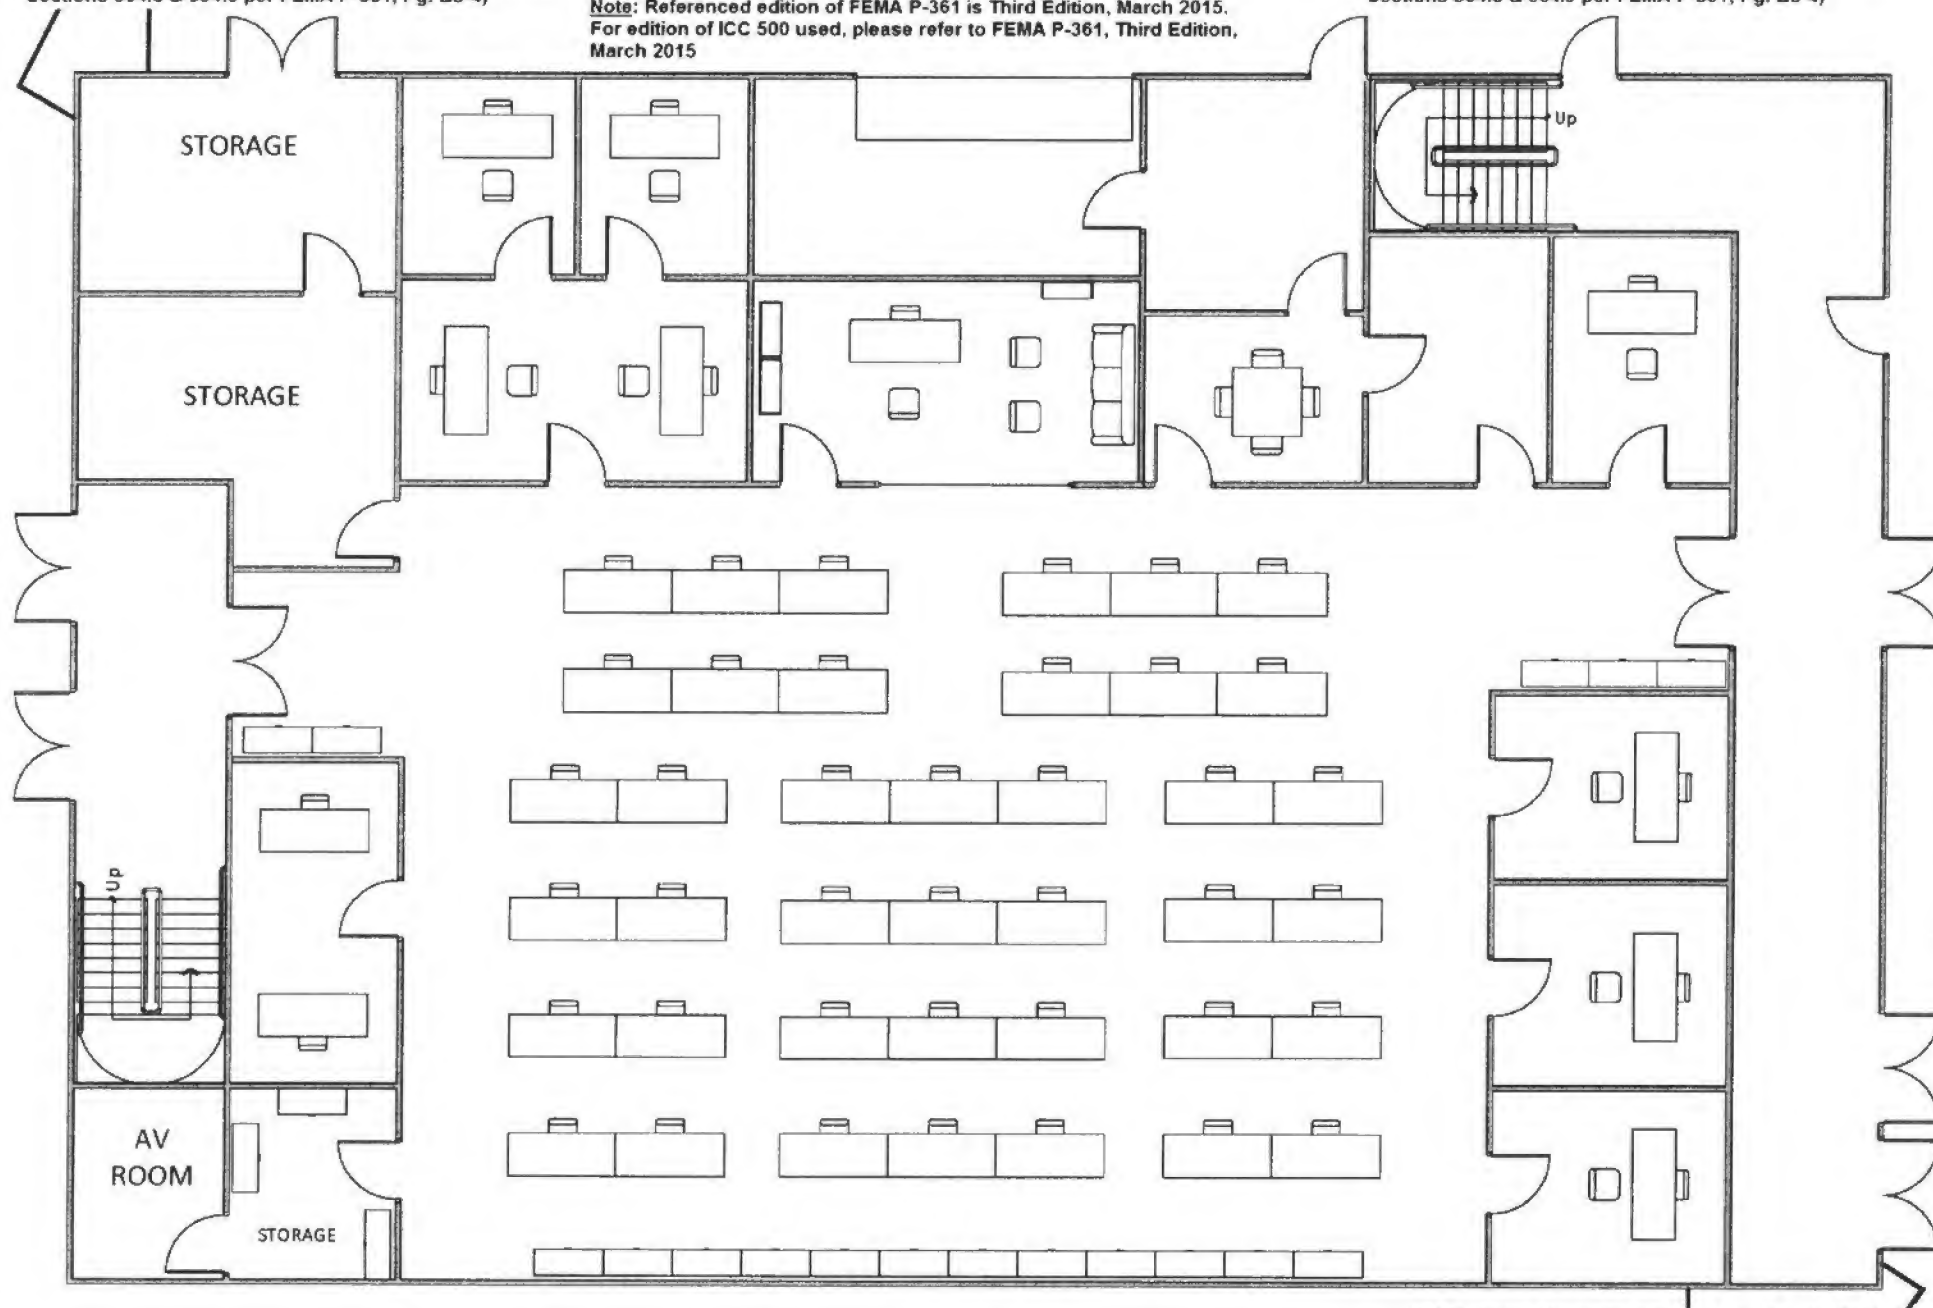 Note: Referenced edition of FEMA P-361 is Third Edition, March 2015.
For edition of ICC 500 used, please refer to FEMA P-361, Third Edition,
March 2015
STORAGE
Up
STORAGE
Up
AV
ROOM
STORAGE